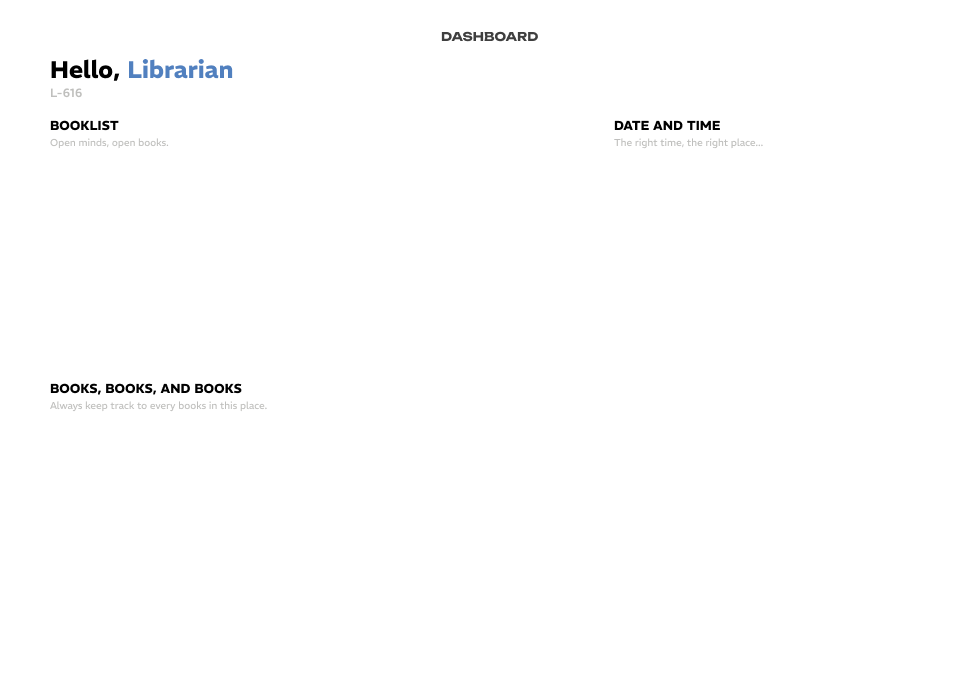 DASHBOARD
Hello, Librarian
L-616
BOOKLIST
Open minds, open books.
DATE AND TIME
The right time, the right place...
BOOKS, BOOKS, AND BOOKS
Always keep track to every books in this place.